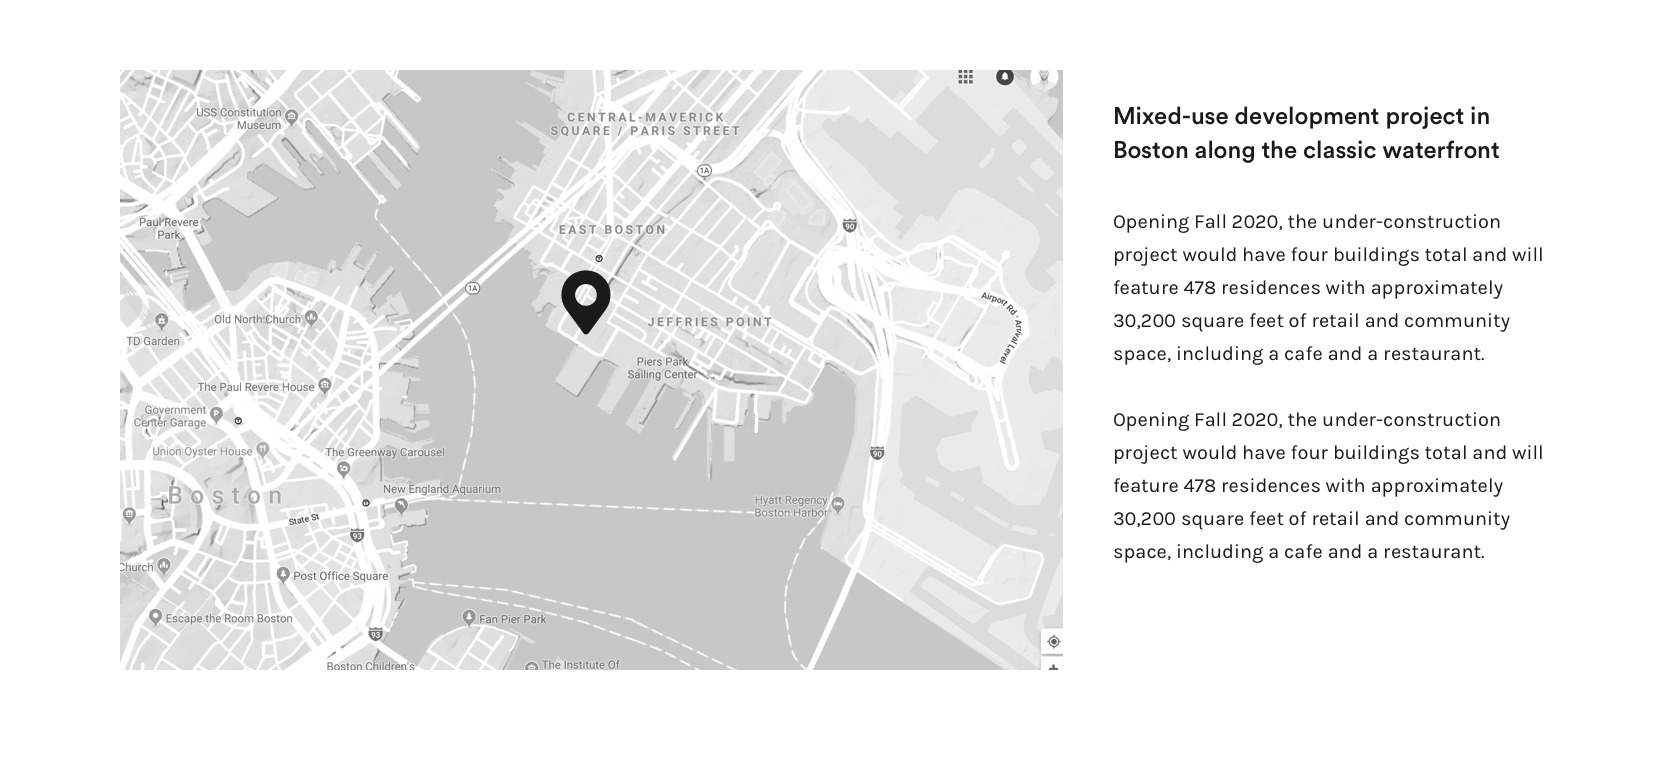 USS Constitution
Museum
CENTRAL-MAVERICK
SQUARE / PARIS STREET
1A
Paul Revere
Park
EAST BOSTON
90
1A
Airport Rd - Arrival Level
Old North Church
JEFFRIES POINT
TD Garden
Piers Park
Sailing Center
The Paul Revere House
Government
Center Garage
P
Union Oyster House
The Greenway Carousel
90
Boston
New England Aquarium
Hyatt Regency
Boston Harbor
State St
93
Church
Post Office Square
Escape the Room Boston
Fan Pier Park
93
Boston Children's
The Institute Of
Mixed-use development project in
Boston along the classic waterfront
Opening Fall 2020, the under-construction
project would have four buildings total and will
feature 478 residences with approximately
30,200 square feet of retail and community
space, including a cafe and a restaurant.
Opening Fall 2020, the under-construction
project would have four buildings total and will
feature 478 residences with approximately
30,200 square feet of retail and community
space, including a cafe and a restaurant.